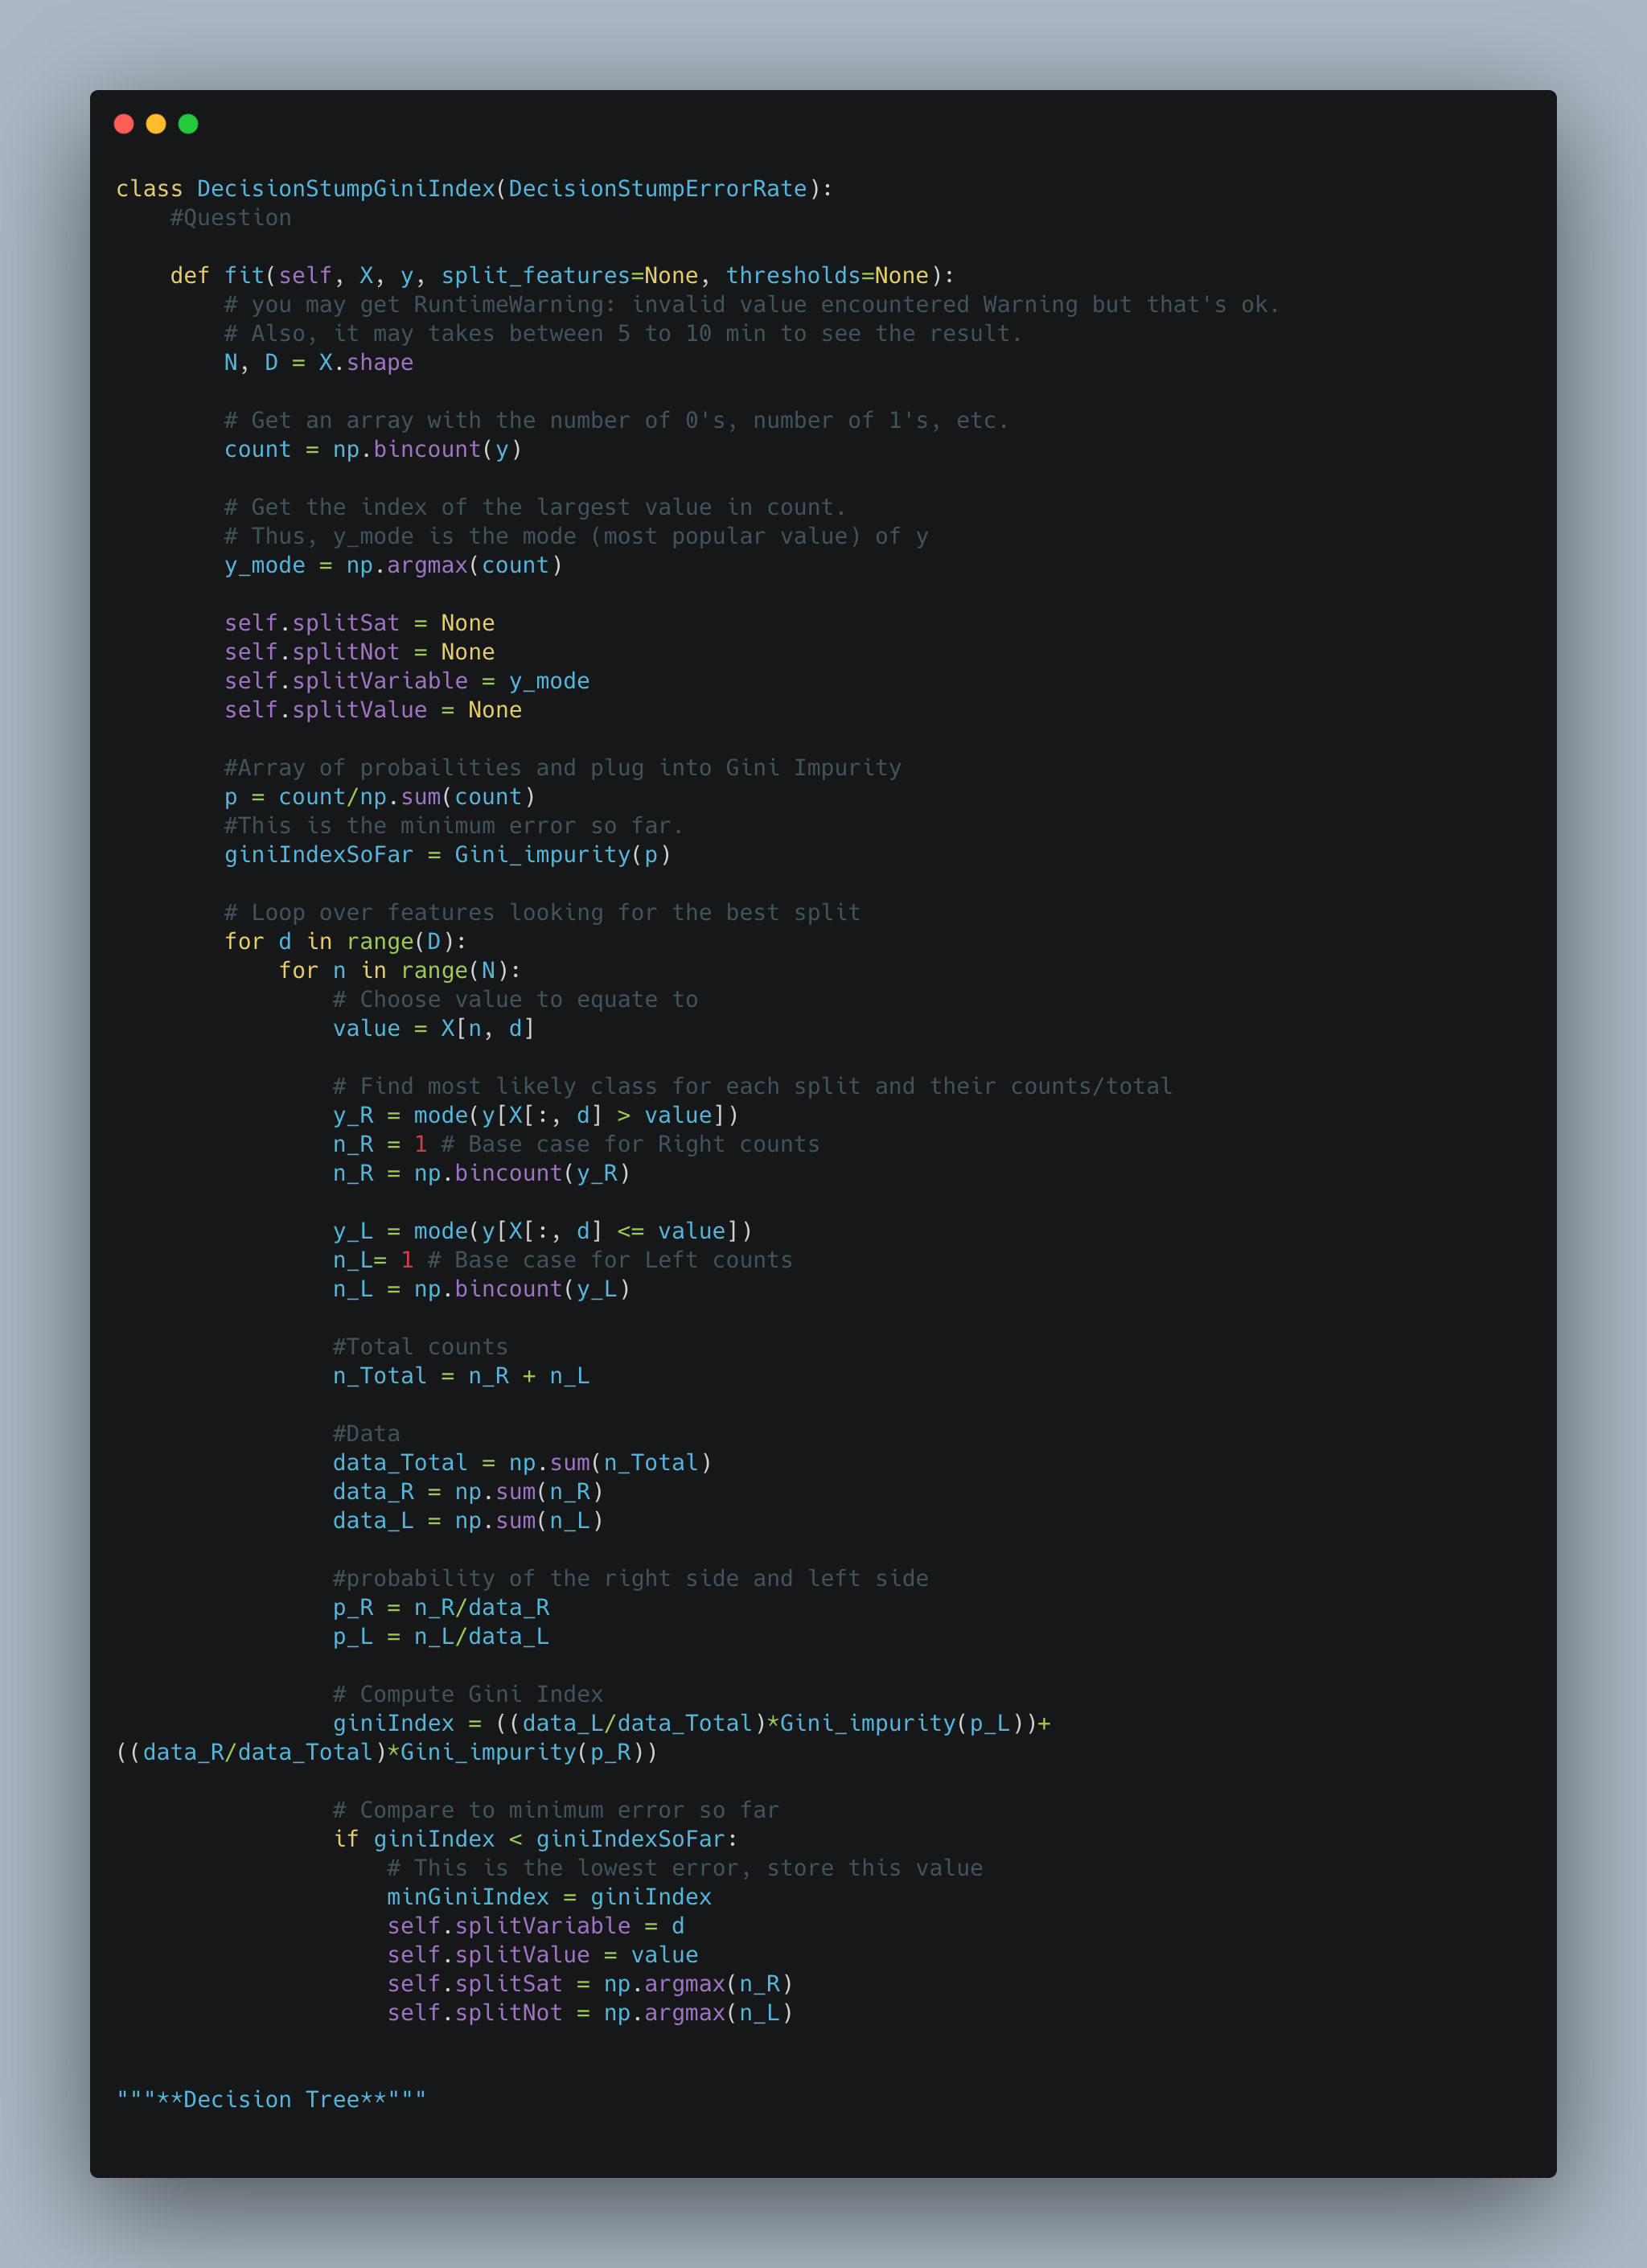 class DecisionStumpGiniIndex(DecisionStumpErrorRate):
    #Question

    def fit(self, X, y, split_features=None, thresholds=None):
        # you may get RuntimeWarning: invalid value encountered Warning but that's ok.
        # Also, it may takes between 5 to 10 min to see the result.
        N, D = X.shape

        # Get an array with the number of 0's, number of 1's, etc.
        count = np.bincount(y)

        # Get the index of the largest value in count.
        # Thus, y_mode is the mode (most popular value) of y
        y_mode = np.argmax(count)

        self.splitSat = None
        self.splitNot = None
        self.splitVariable = y_mode
        self.splitValue = None

        #Array of probailities and plug into Gini Impurity
        p = count/np.sum(count)
        #This is the minimum error so far.
        giniIndexSoFar = Gini_impurity(p)

        # Loop over features looking for the best split
        for d in range(D):
            for n in range(N):
                # Choose value to equate to
                value = X[n, d]

                # Find most likely class for each split and their counts/total
                y_R = mode(y[X[:, d] > value])
                n_R = 1 # Base case for Right counts
                n_R = np.bincount(y_R)

                y_L = mode(y[X[:, d] <= value])
                n_L= 1 # Base case for Left counts
                n_L = np.bincount(y_L)

                #Total counts
                n_Total = n_R + n_L

                #Data
                data_Total = np.sum(n_Total)
                data_R = np.sum(n_R)
                data_L = np.sum(n_L)

                #probability of the right side and left side
                p_R = n_R/data_R
                p_L = n_L/data_L

                # Compute Gini Index
                giniIndex = ((data_L/data_Total)*Gini_impurity(p_L))+
((data_R/data_Total)*Gini_impurity(p_R))

                # Compare to minimum error so far
                if giniIndex < giniIndexSoFar:
                    # This is the lowest error, store this value
                    minGiniIndex = giniIndex
                    self.splitVariable = d
                    self.splitValue = value
                    self.splitSat = np.argmax(n_R)
                    self.splitNot = np.argmax(n_L)


"""**Decision Tree**"""